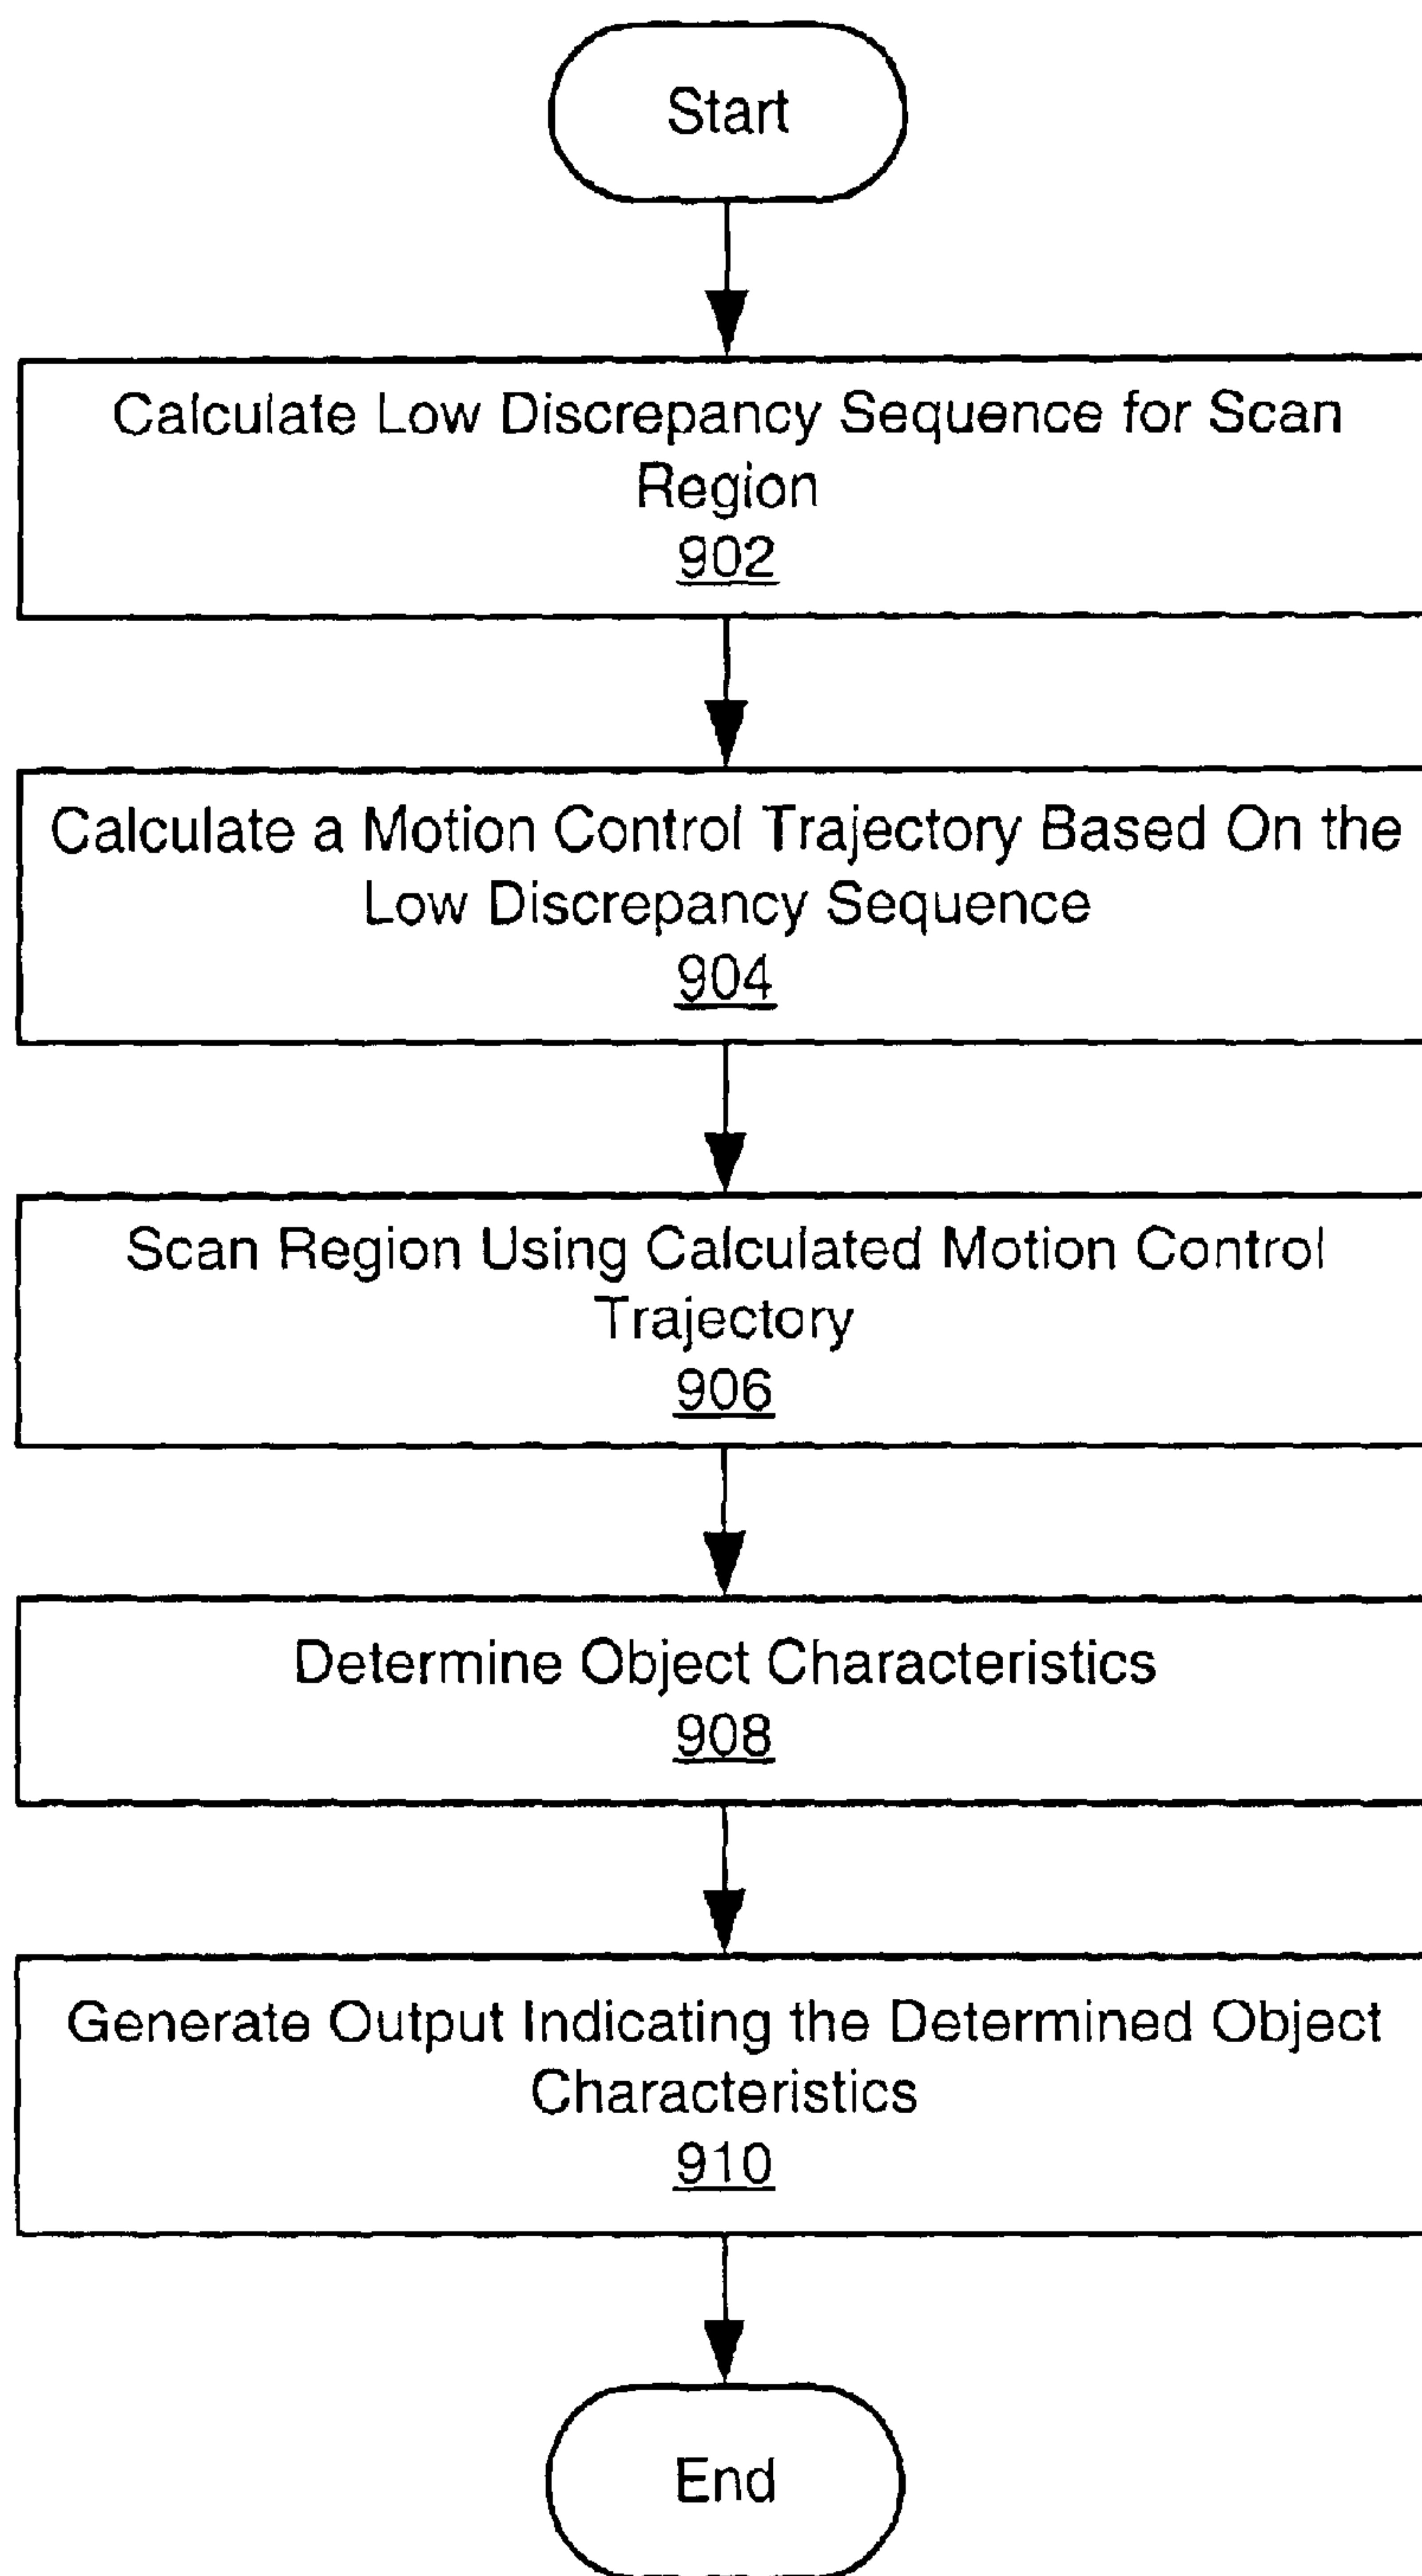 Start
Calculate Low Discrepancy Sequence for Scan
Region
902
Calculate a Motion Control Trajectory Based On the
Low Discrepancy Sequence
904
Scan Region Using Calculated Motion Control
Trajectory
906
Determine Object Characteristics
908
Generate Output Indicating the Determined Object
Characteristics
910
End